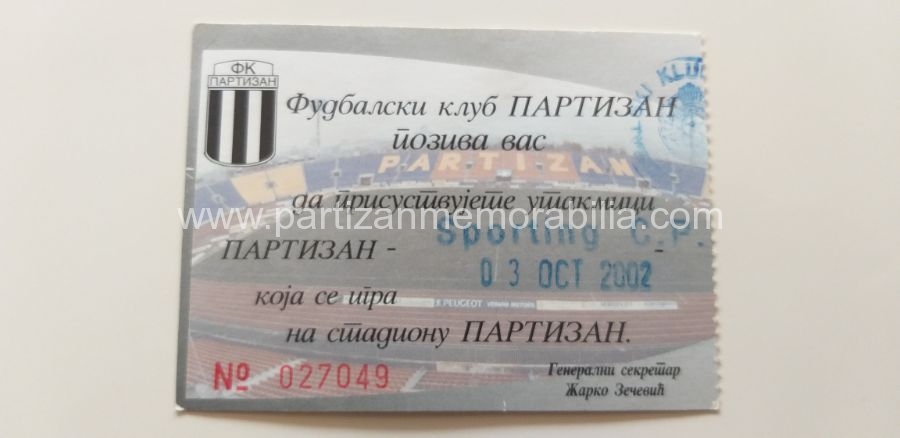 ФК
ПАРТИЗАН
KLUB
Фудбалски клуб ПАРТИЗАН
позива вас
PARTIZAN
да присуствујете утакмици
www.partizanmemorabilia.com
Sporting C.P.
ПАРТИЗАН - -
03 OCT 2002
која се игра
PEUGEOT
на стадиону ПАРТИЗАН.
№ 027049
Генерални секретар
Жарко Зечевић